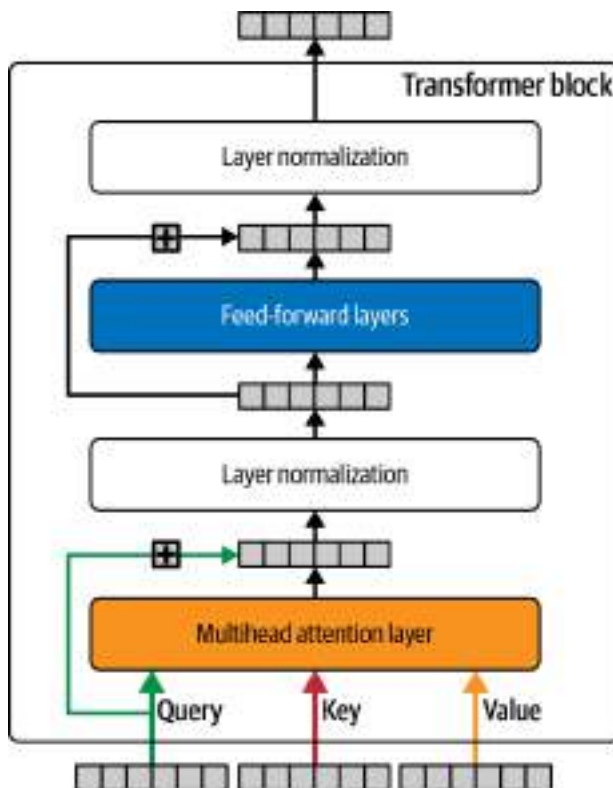 Transformer block
Layer normalization
+
Feed-forward layers
Layer normalization
+
Multihead attention layer
Query Key Value